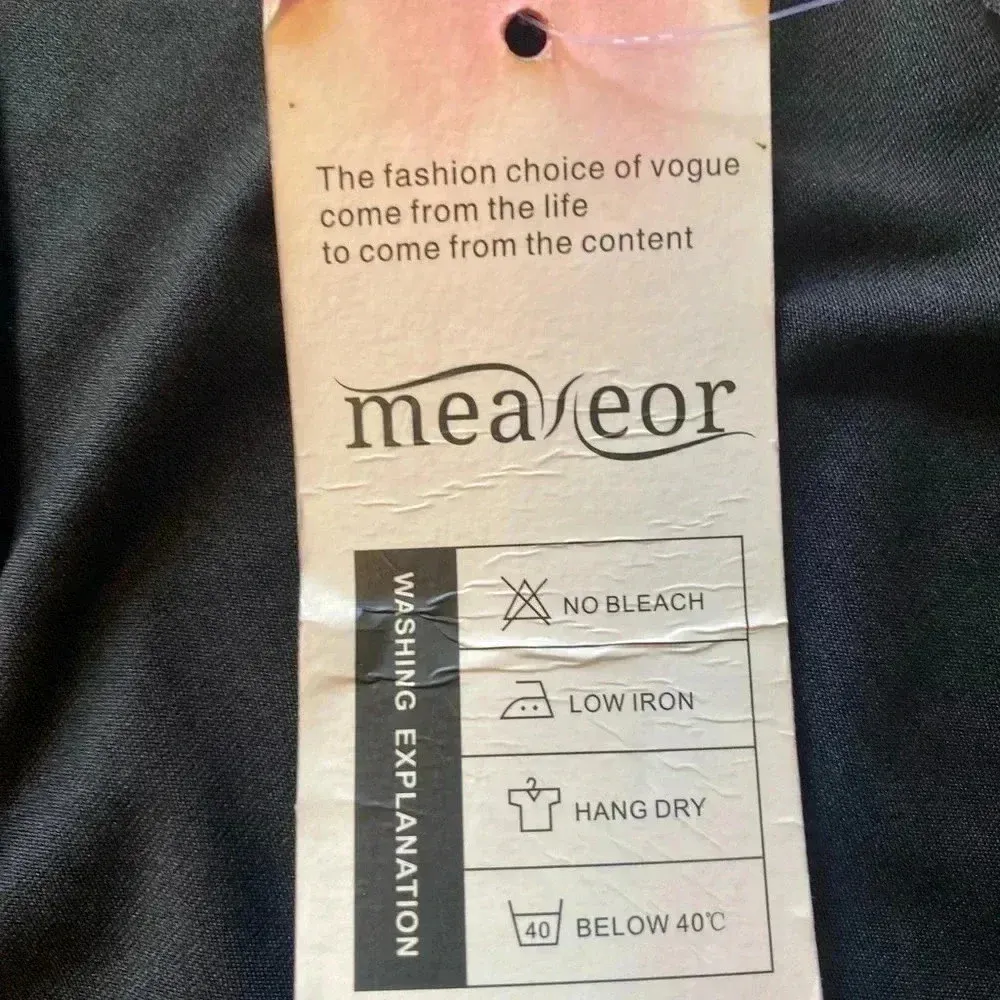 The fashion choice of vogue
come from the life
to come from the content
WASHING EXPLANATION
NO BLEACH
LOW IRON
HANG DRY
40
BELOW 40℃